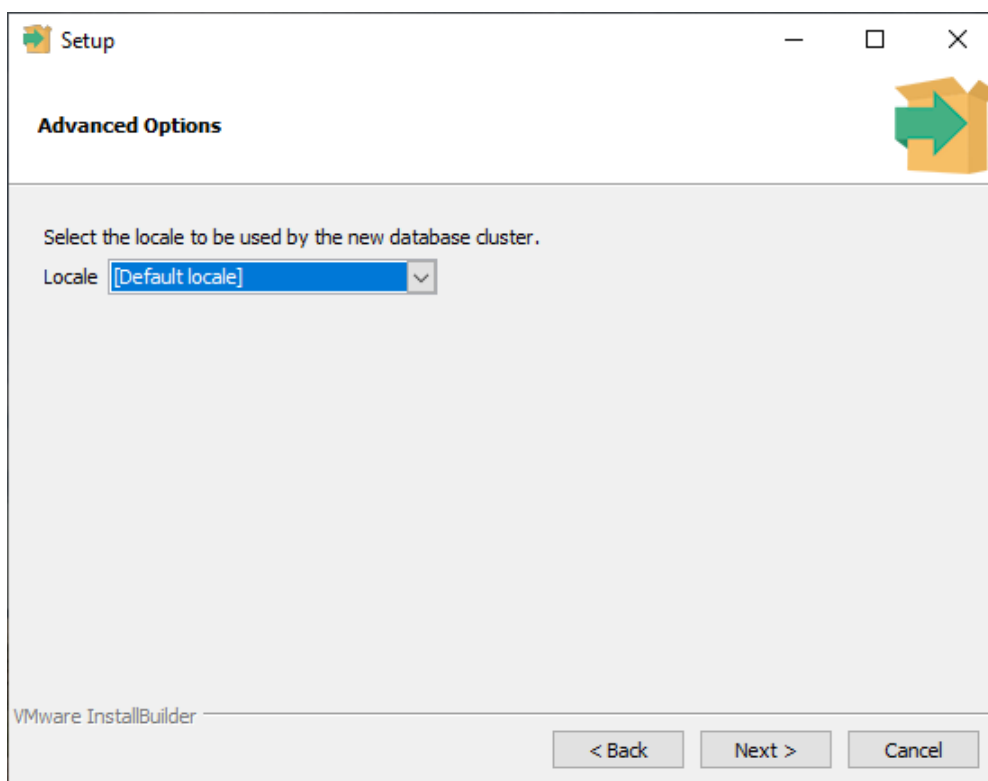 Setup
Advanced Options
Select the locale to be used by the new database cluster.
Locale [Default locale]
VMware InstallBuilder
< Back Next > Cancel